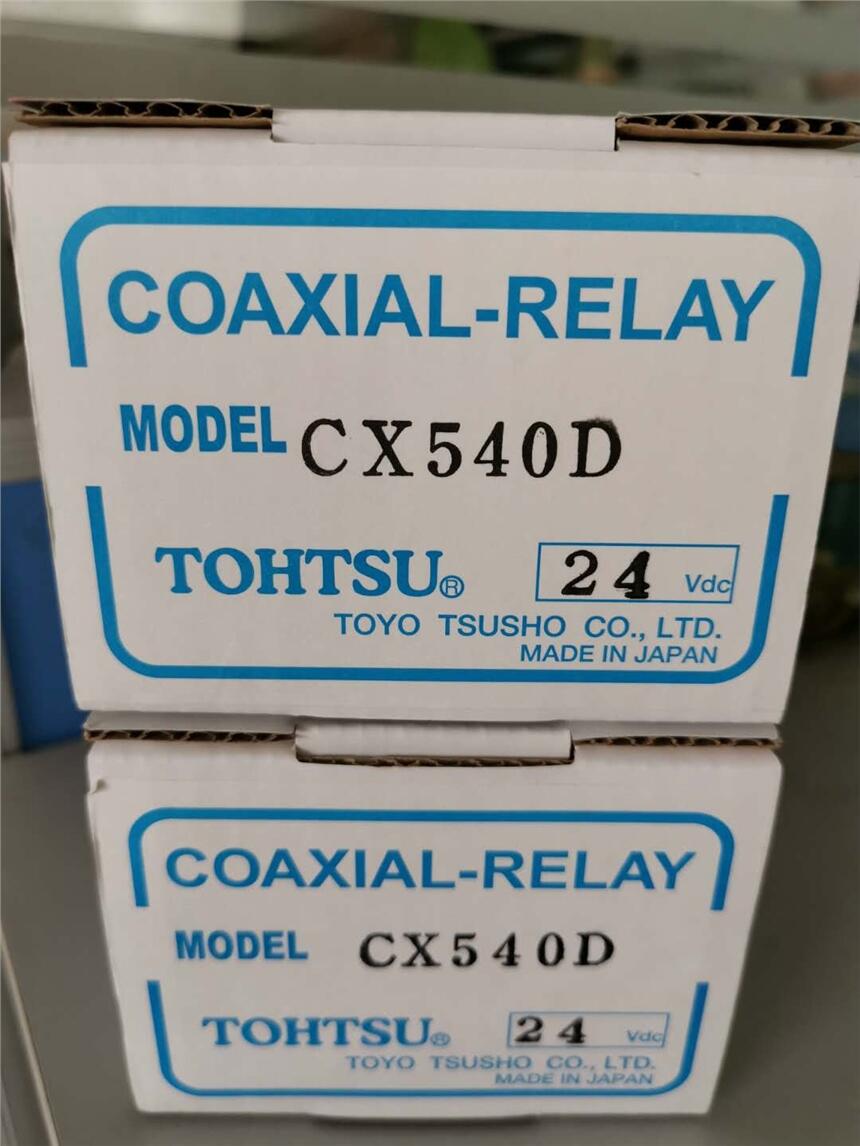 COAXIAL-RELAY
MODEL CX540D
TOHTSU® 24 Vdc
TOYO TSUSHO CO., LTD.
MADE IN JAPAN
COAXIAL-RELAY
MODEL CX540D
TOHTSU® 24 Vdc
TOYO TSUSHO CO., LTD.
MADE IN JAPAN